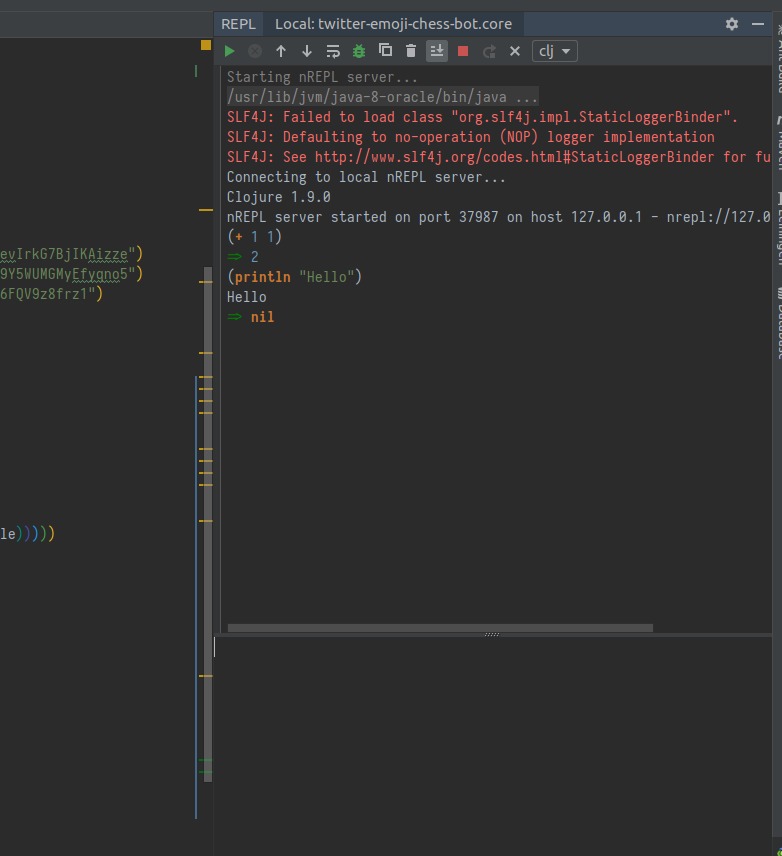 REPL Local: twitter-emoji-chess-bot.core
clj
Starting nREPL server...
/usr/lib/jvm/java-8-oracle/bin/java ...
SLF4J: Failed to load class "org.slf4j.impl.StaticLoggerBinder".
SLF4J: Defaulting to no-operation (NOP) logger implementation
SLF4J: See http://www.slf4j.org/codes.html#StaticLoggerBinder for fu
Connecting to local nREPL server...
Clojure 1.9.0
nREPL server started on port 37987 on host 127.0.0.1 - nrepl://127.0
(+ 1 1)
=> 2
(println "Hello")
Hello
=> nil
evIrkG7BjIKAizze")
9Y5WUMGMyEfyqno5")
6FQV9z8frz1")
le)))))